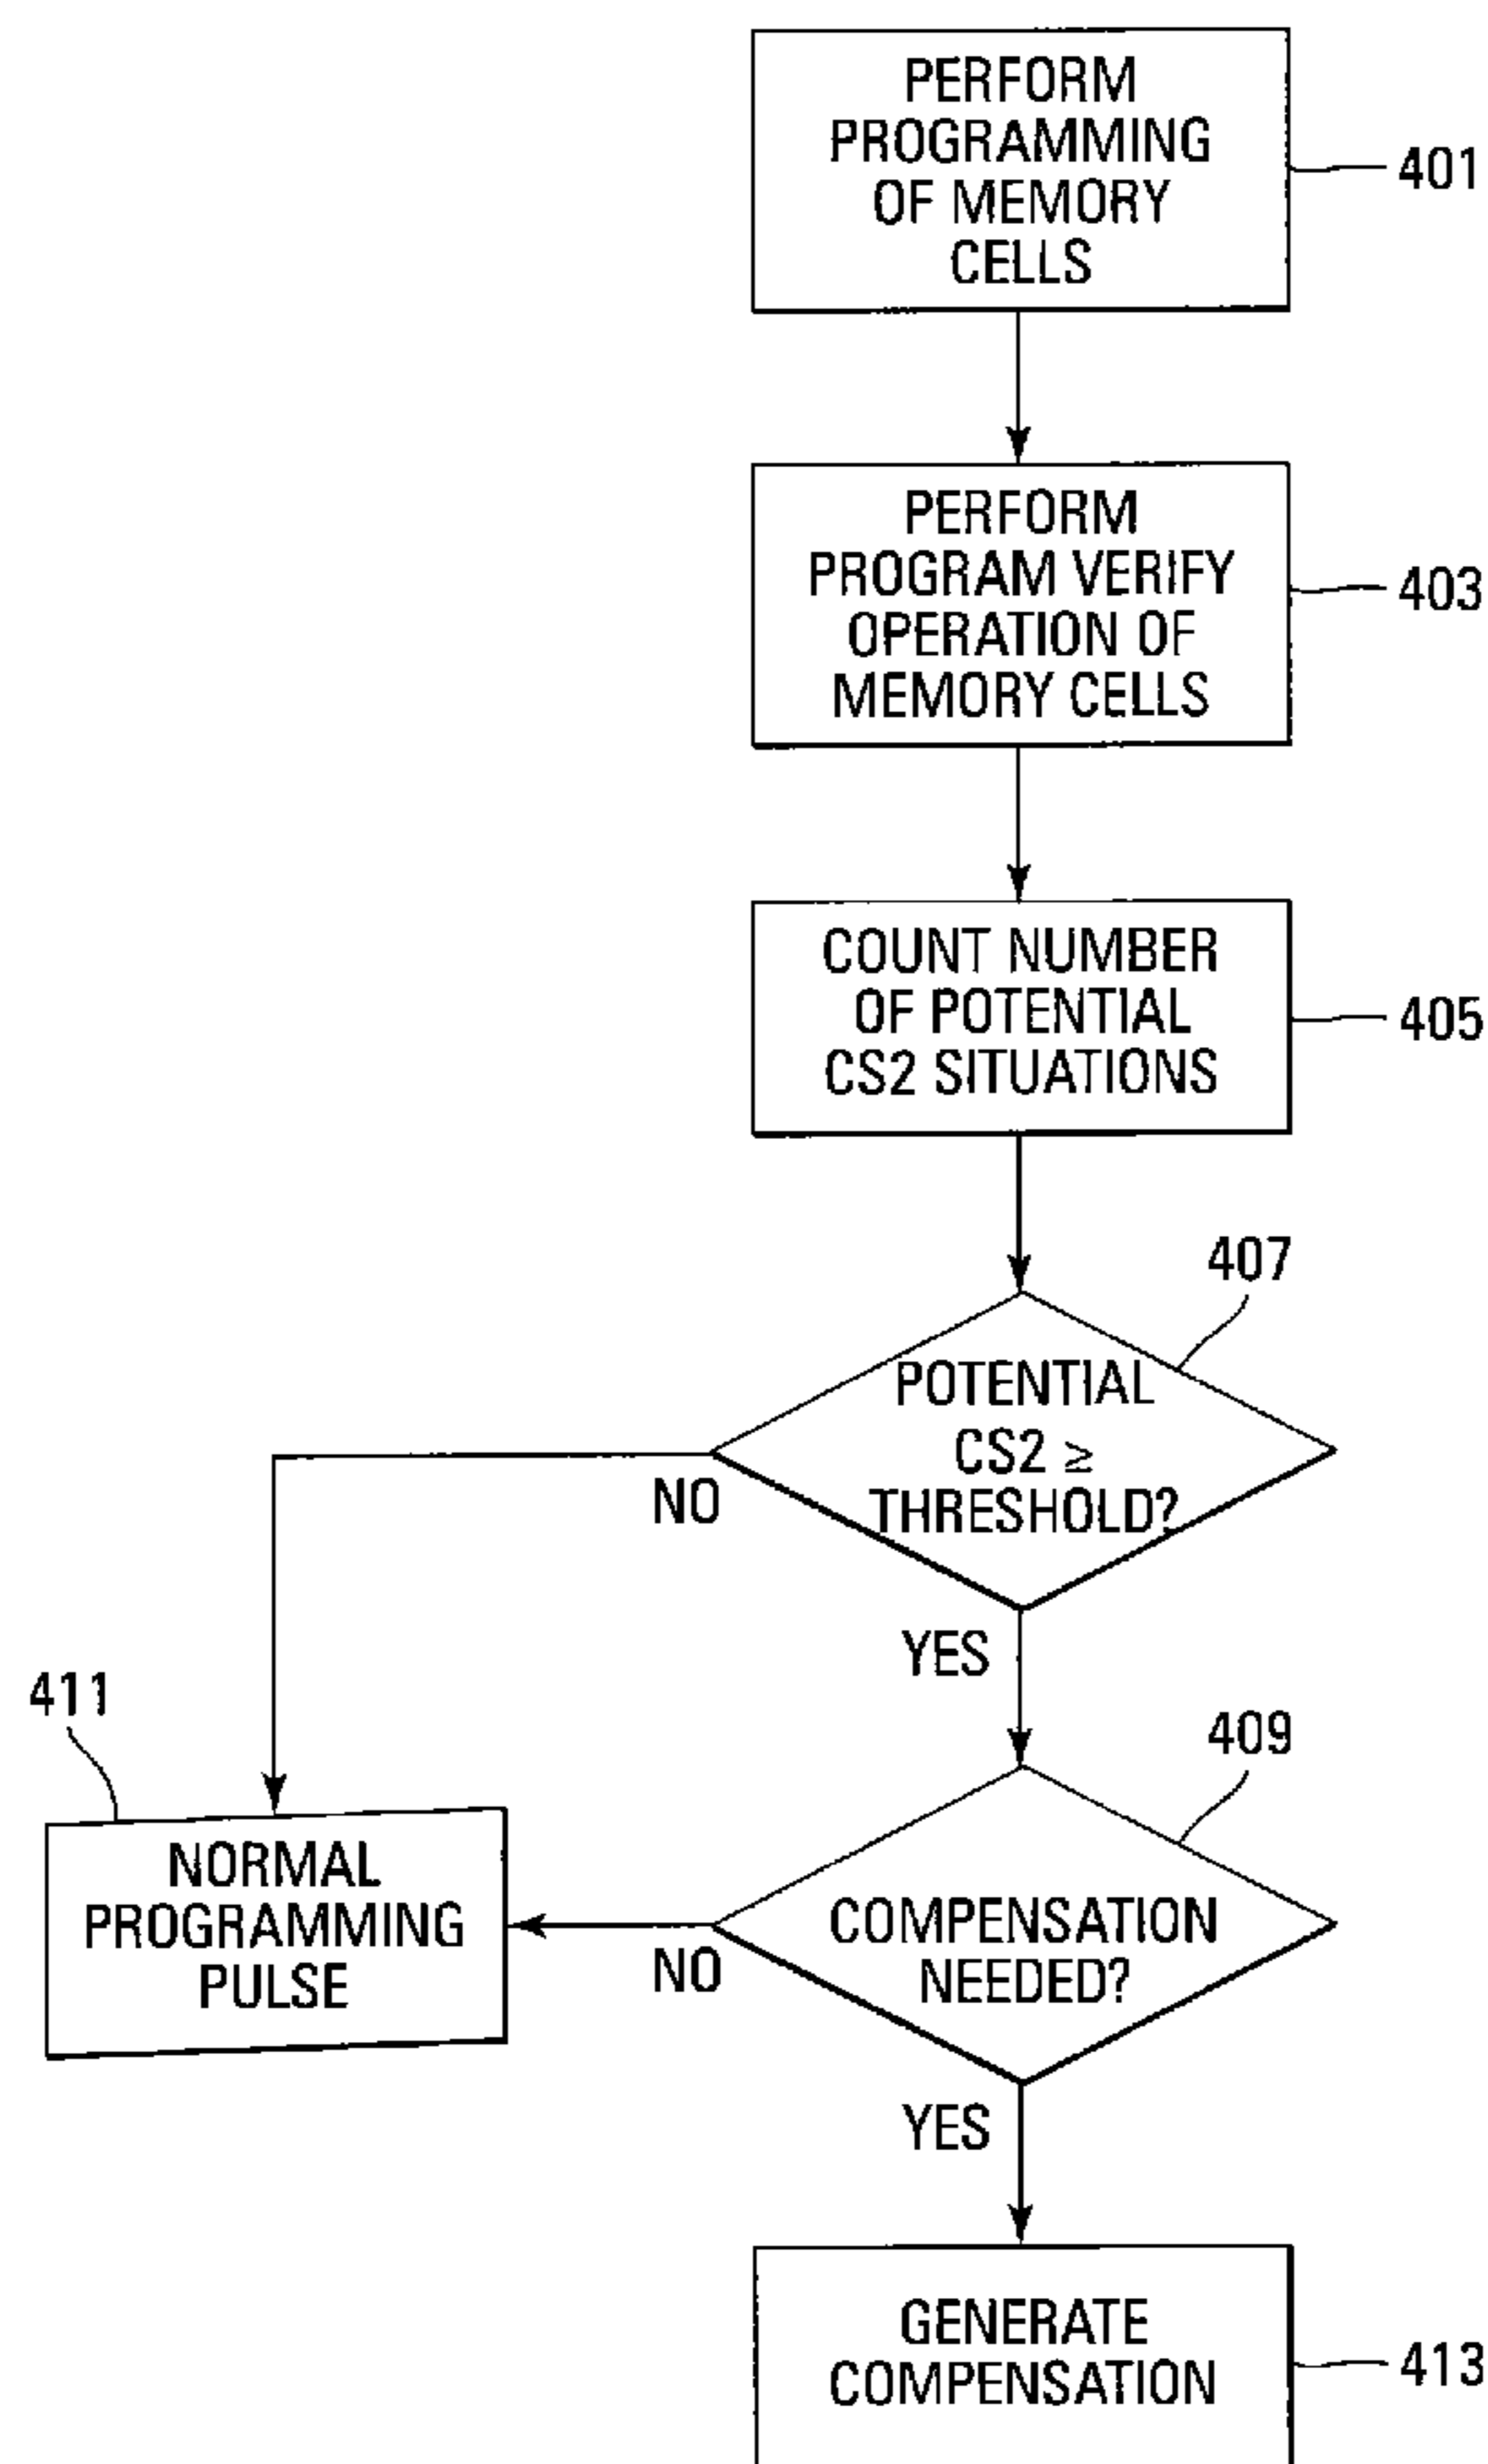 PERFORM
PROGRAMMING
OF MEMORY
CELLS
401
PERFORM
PROGRAM VERIFY
OPERATION OF
MEMORY CELLS
403
COUNT NUMBER
OF POTENTIAL
CS2 SITUATIONS
405
407
POTENTIAL
CS2 ≥
THRESHOLD?
NO
YES
411
NORMAL
PROGRAMMING
PULSE
409
COMPENSATION
NEEDED?
NO
YES
GENERATE
COMPENSATION
413